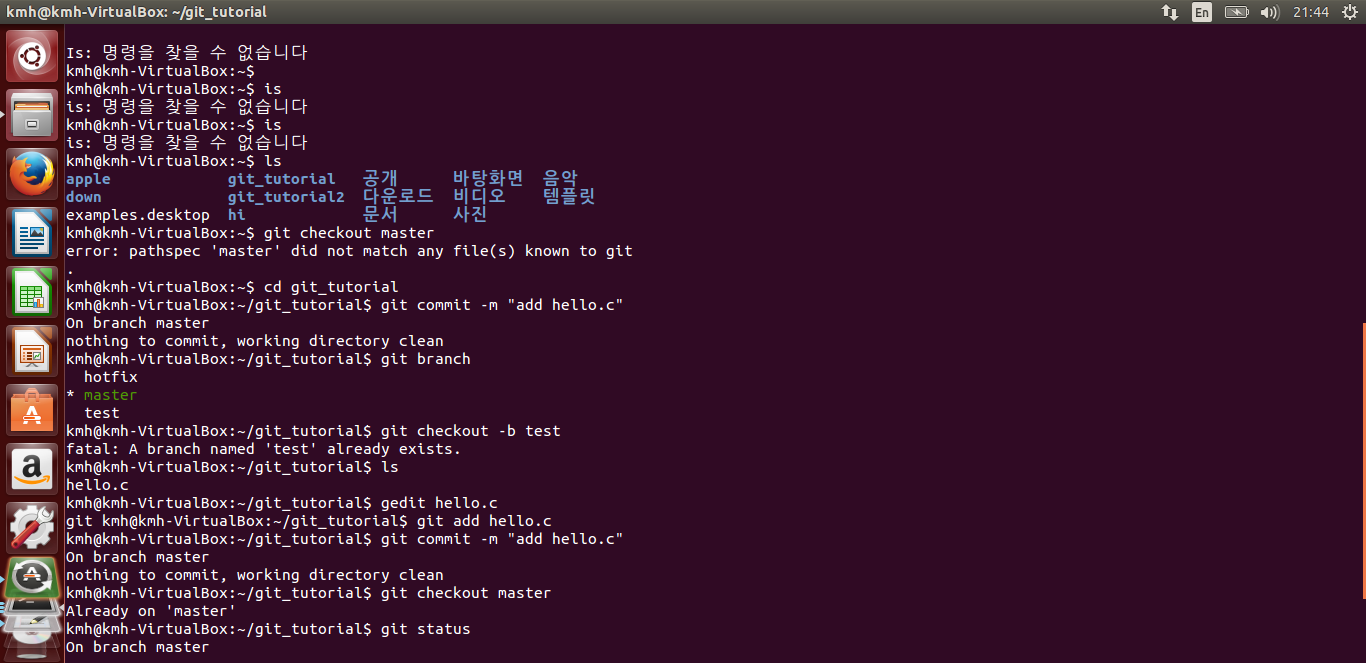 kmh@kmh-VirtualBox: ~/git_tutorial En 21:44
Is: 명령을 찾을 수 없습니다
kmh@kmh-VirtualBox:~$
kmh@kmh-VirtualBox:~$ is
is: 명령을 찾을 수 없습니다
kmh@kmh-VirtualBox:~$ is
is: 명령을 찾을 수 없습니다
kmh@kmh-VirtualBox:~$ ls
apple git_tutorial 공개 바탕화면 음악
down git_tutorial2 다운로드 비디오 템플릿
examples.desktop hi 문서 사진
kmh@kmh-VirtualBox:~$ git checkout master
error: pathspec 'master' did not match any file(s) known to git
.
kmh@kmh-VirtualBox:~$ cd git_tutorial
kmh@kmh-VirtualBox:~/git_tutorial$ git commit -m "add hello.c"
On branch master
nothing to commit, working directory clean
kmh@kmh-VirtualBox:~/git_tutorial$ git branch
hotfix
* master
test
kmh@kmh-VirtualBox:~/git_tutorial$ git checkout -b test
fatal: A branch named 'test' already exists.
kmh@kmh-VirtualBox:~/git_tutorial$ ls
hello.c
kmh@kmh-VirtualBox:~/git_tutorial$ gedit hello.c
git kmh@kmh-VirtualBox:~/git_tutorial$ git add hello.c
kmh@kmh-VirtualBox:~/git_tutorial$ git commit -m "add hello.c"
On branch master
nothing to commit, working directory clean
kmh@kmh-VirtualBox:~/git_tutorial$ git checkout master
Already on 'master'
kmh@kmh-VirtualBox:~/git_tutorial$ git status
On branch master